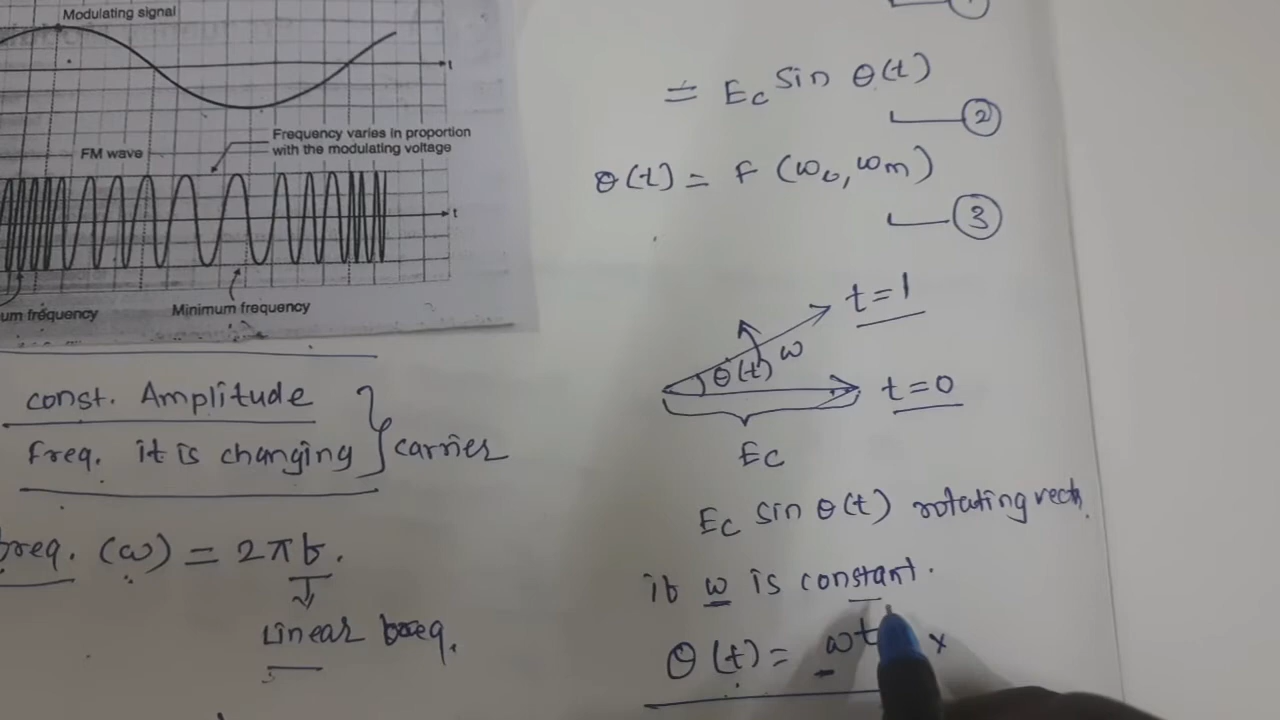 Modulating signal
t
Frequency varies in proportion
with the modulating voltage
FM wave
t
um frequency
Minimum frequency
const. Amplitude
Freq. it is changing
carrier
freq. (ω) = 2πf.
Linear freq.
1
= Ec sin θ(t)
2
θ(t) = F (ωc, ωm)
3
t=1
θ(t) ω
t=0
Ec
Ec sin θ(t) rotating vect.
if ω is constant.
θ(t) = ωt x